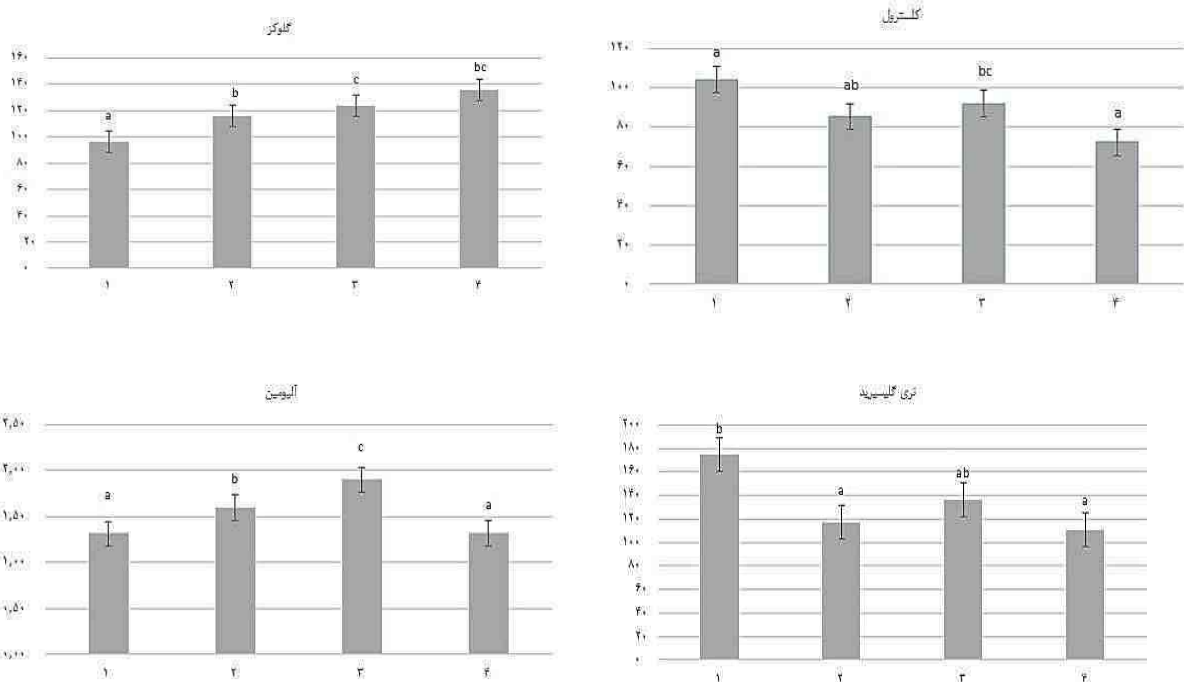 گلوکز
۱۶۰
۱۴۰
۱۲۰
۱۰۰
۸۰
۶۰
۴۰
۲۰
۰
a
b
c
bc
۱ ۲ ۳ ۴
کلسترول
۱۲۰
۱۰۰
۸۰
۶۰
۴۰
۲۰
۰
a
ab
bc
a
۱ ۲ ۳ ۴
آلبومین
۲٫۵۰
۲٫۰۰
۱٫۵۰
۱٫۰۰
۰٫۵۰
۰٫۰۰
a
b
c
a
۱ ۲ ۳ ۴
تری گلیسیرید
۲۰۰
۱۸۰
۱۶۰
۱۴۰
۱۲۰
۱۰۰
۸۰
۶۰
۴۰
۲۰
۰
b
a
ab
a
۱ ۲ ۳ ۴